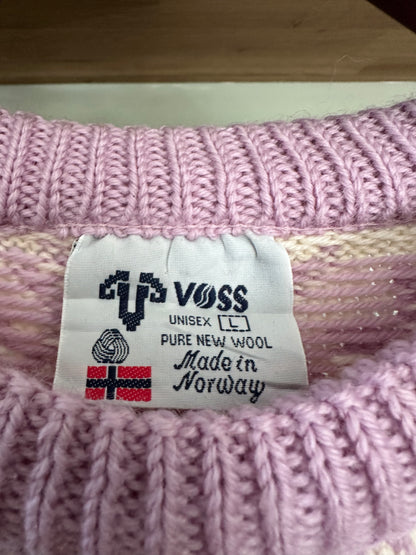 VOSS
UNISEX L
PURE NEW WOOL
Made in
Norway